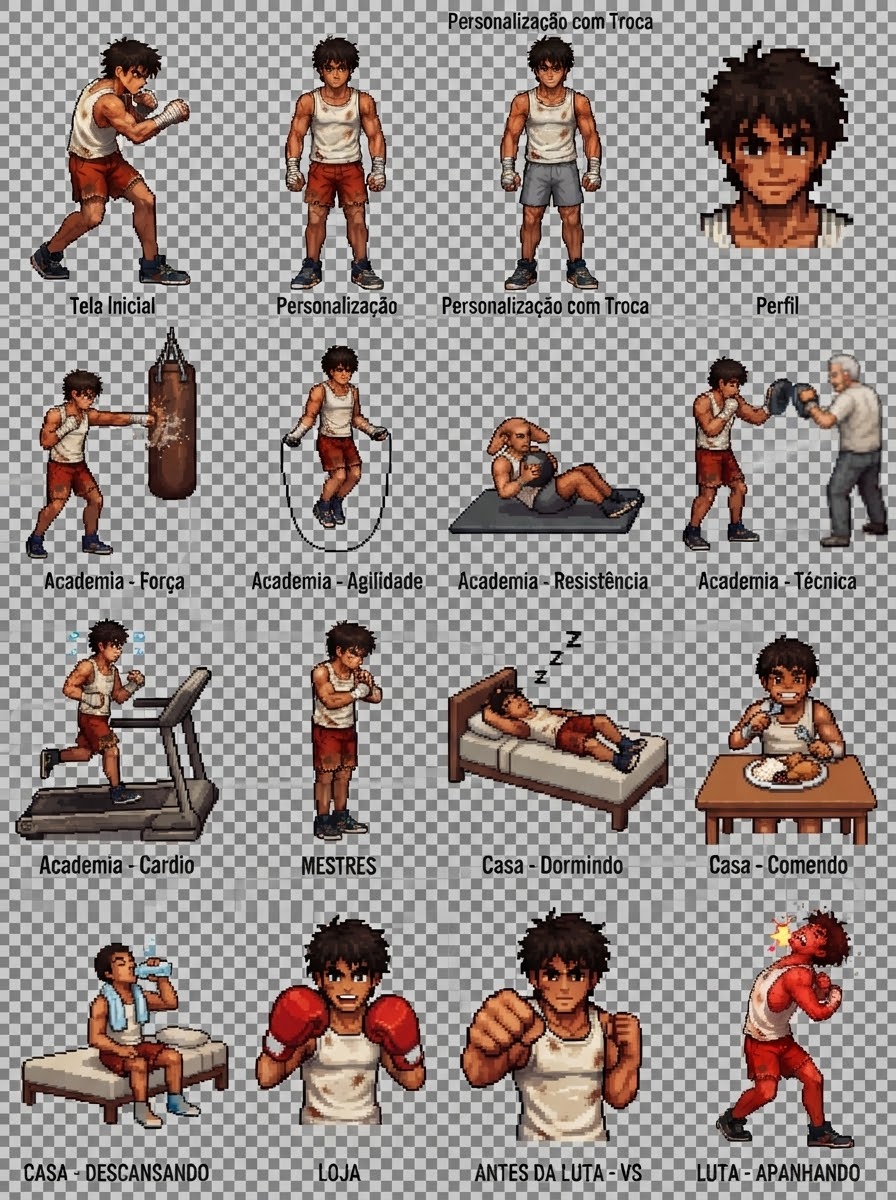 Personalização com Troca
Tela Inicial
Personalização
Personalização com Troca
Perfil
Academia - Força
Academia - Agilidade
Academia - Resistência
Academia - Técnica
Academia - Cardio
MESTRES
Z
Z
Z
Z
Casa - Dormindo
Casa - Comendo
CASA - DESCANSANDO
LOJA
ANTES DA LUTA - VS
LUTA - APANHANDO